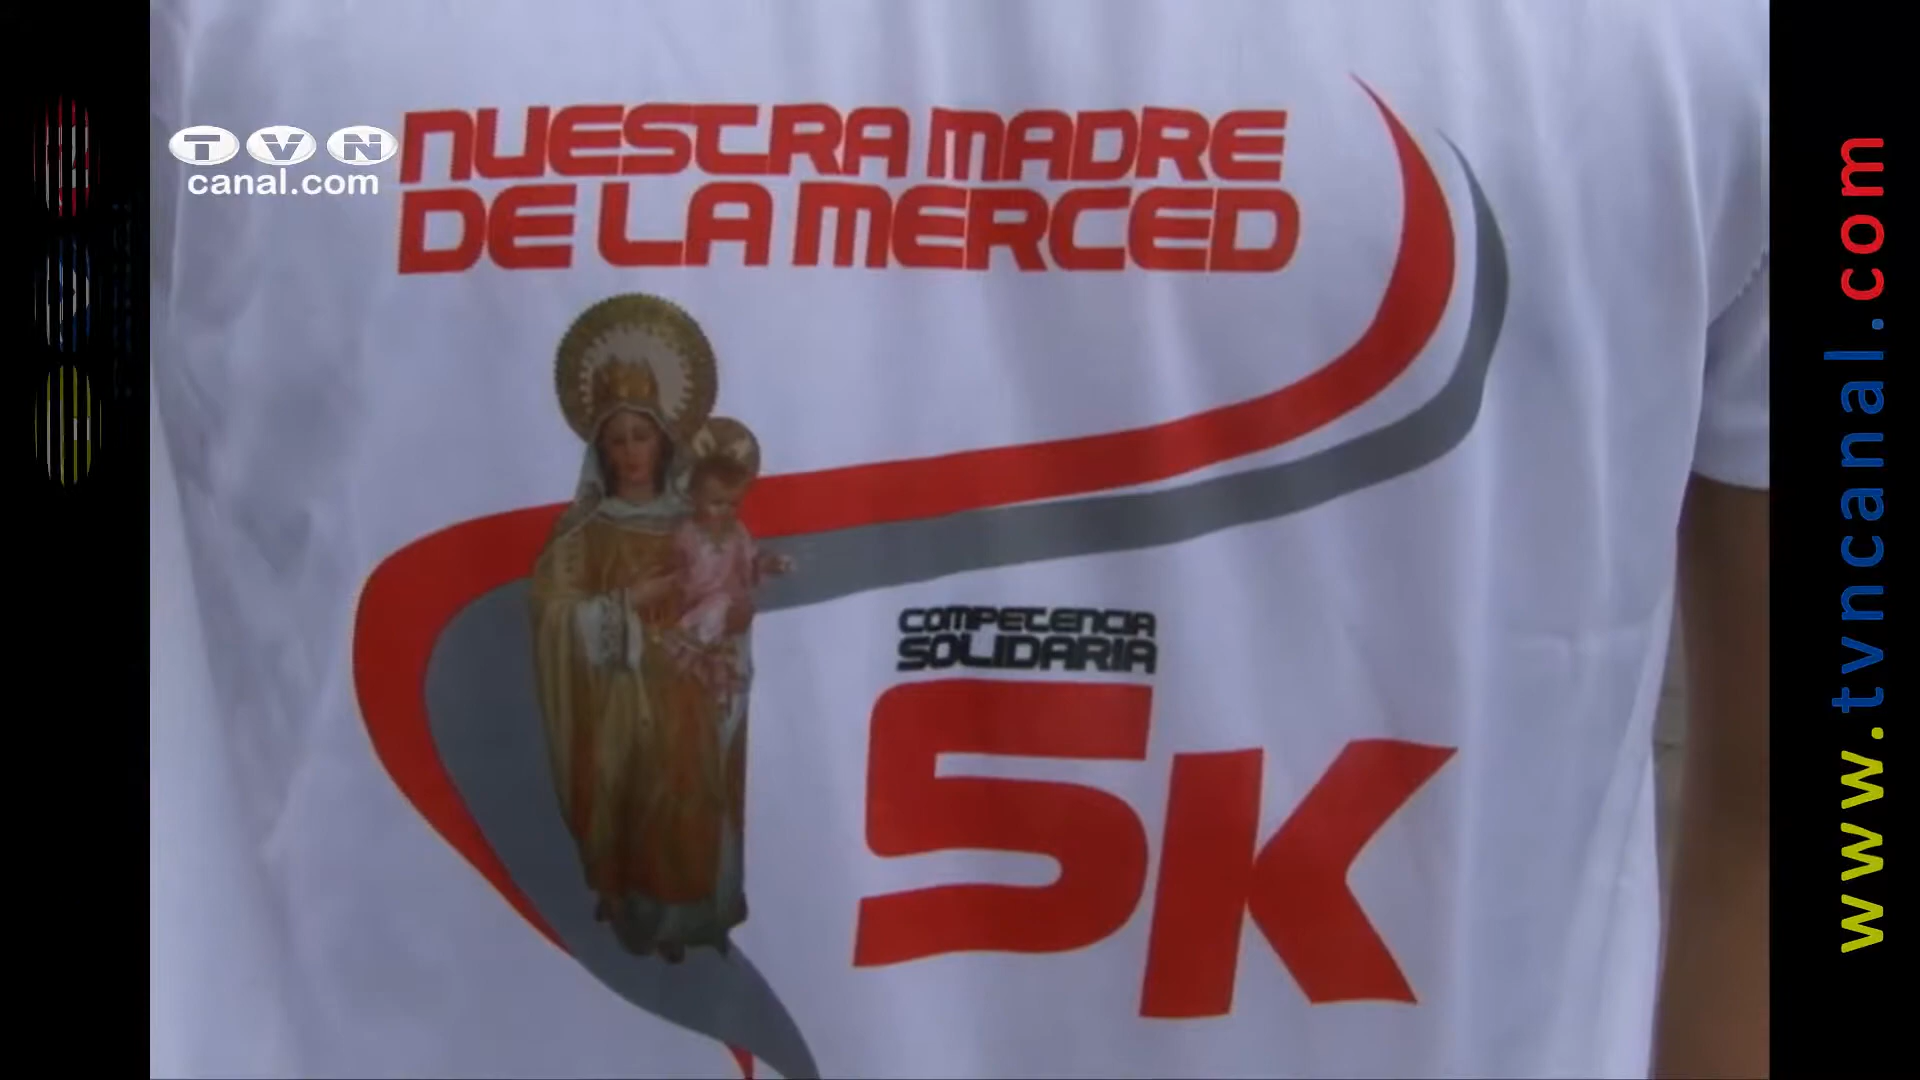 TVN
canal.com
NUESTRA MADRE
DE LA MERCED
COMPETENCIA
SOLIDARIA
5K
www.tvncanal.com